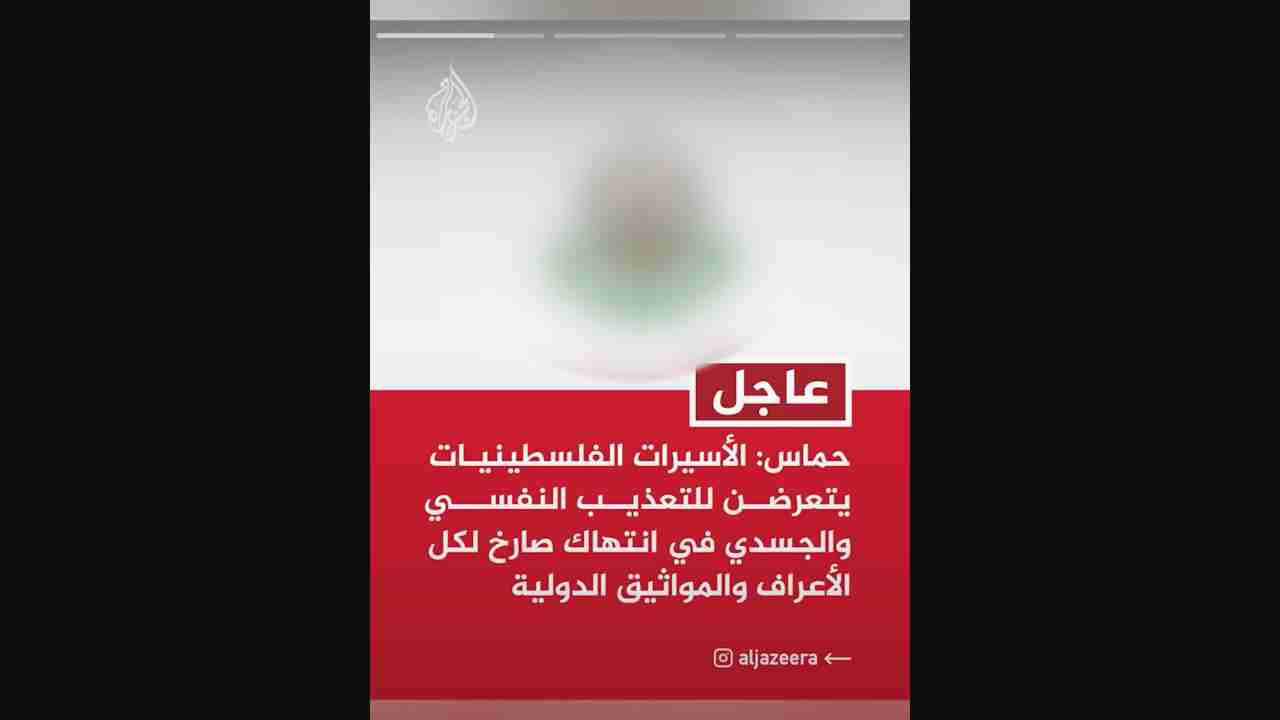 عاجل
حماس: الأسيرات الفلسطينيات
يتعرضن للتعذيب النفسي
والجسدي في انتهاك صارخ لكل
الأعراف والمواثيق الدولية
aljazeera